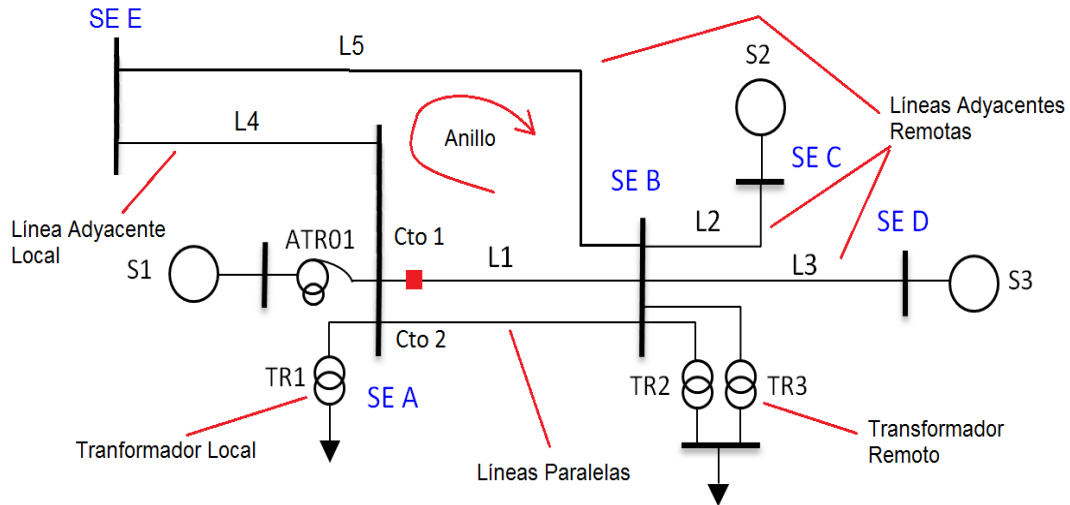 SE E
L5
S2
L4
Anillo
Líneas Adyacentes
Remotas
SE C
SE B
Línea Adyacente
Local
ATR01
Cto 1
L2
SE D
S1
L1
L3
S3
Cto 2
TR1
SE A
TR2
TR3
Tranformador Local
Líneas Paralelas
Transformador
Remoto